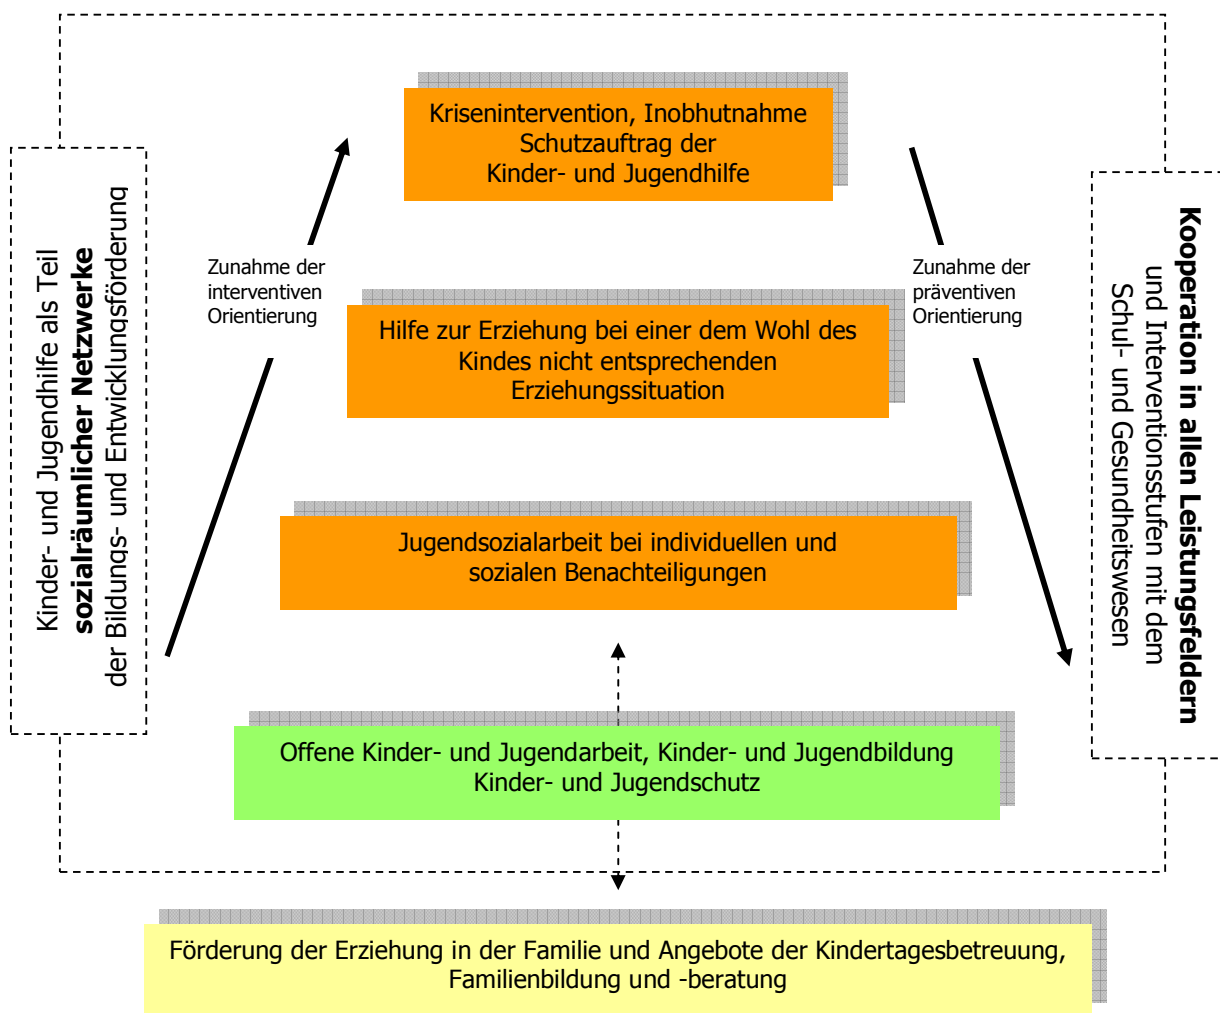 Krisenintervention, Inobhutnahme
Schutzauftrag der
Kinder- und Jugendhilfe
Kinder- und Jugendhilfe als Teil
sozialräumlicher Netzwerke
der Bildungs- und Entwicklungsförderung
Zunahme der
interventiven
Orientierung
Zunahme der
präventiven
Orientierung
Kooperation in allen Leistungsfeldern
und Interventionsstufen mit dem
Schul- und Gesundheitswesen
Hilfe zur Erziehung bei einer dem Wohl des
Kindes nicht entsprechenden
Erziehungssituation
Jugendsozialarbeit bei individuellen und
sozialen Benachteiligungen
Offene Kinder- und Jugendarbeit, Kinder- und Jugendbildung
Kinder- und Jugendschutz
Förderung der Erziehung in der Familie und Angebote der Kindertagesbetreuung,
Familienbildung und -beratung